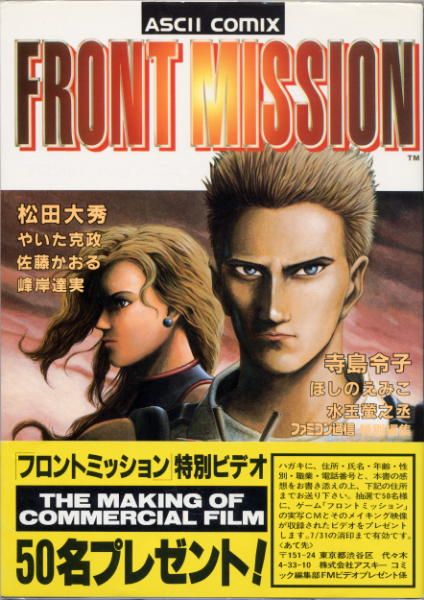 ASCII COMIX
FRONT MISSION
TM
松田大秀
やいた克政
佐藤かおる
峰岸達実
寺島令子
ほしのえみこ
水玉螢之丞
ファミコン通信
「フロントミッション」特別ビデオ
THE MAKING OF
COMMERCIAL FILM
50名プレゼント!
ハガキに、住所・氏名・年齢・性
別・職業・電話番号と、本書の感
想をお書き添えの上、下記の住所
までお送り下さい。抽選で50名様
に、ゲーム「フロントミッション」
の実写CMとそのメイキング映像
が収録されたビデオをプレゼント
します。7/31の消印まで有効です。
〈あて先〉
〒151-24 東京都渋谷区 代々木
4-33-10 株式会社アスキー コミ
ック編集部FMビデオプレゼント係